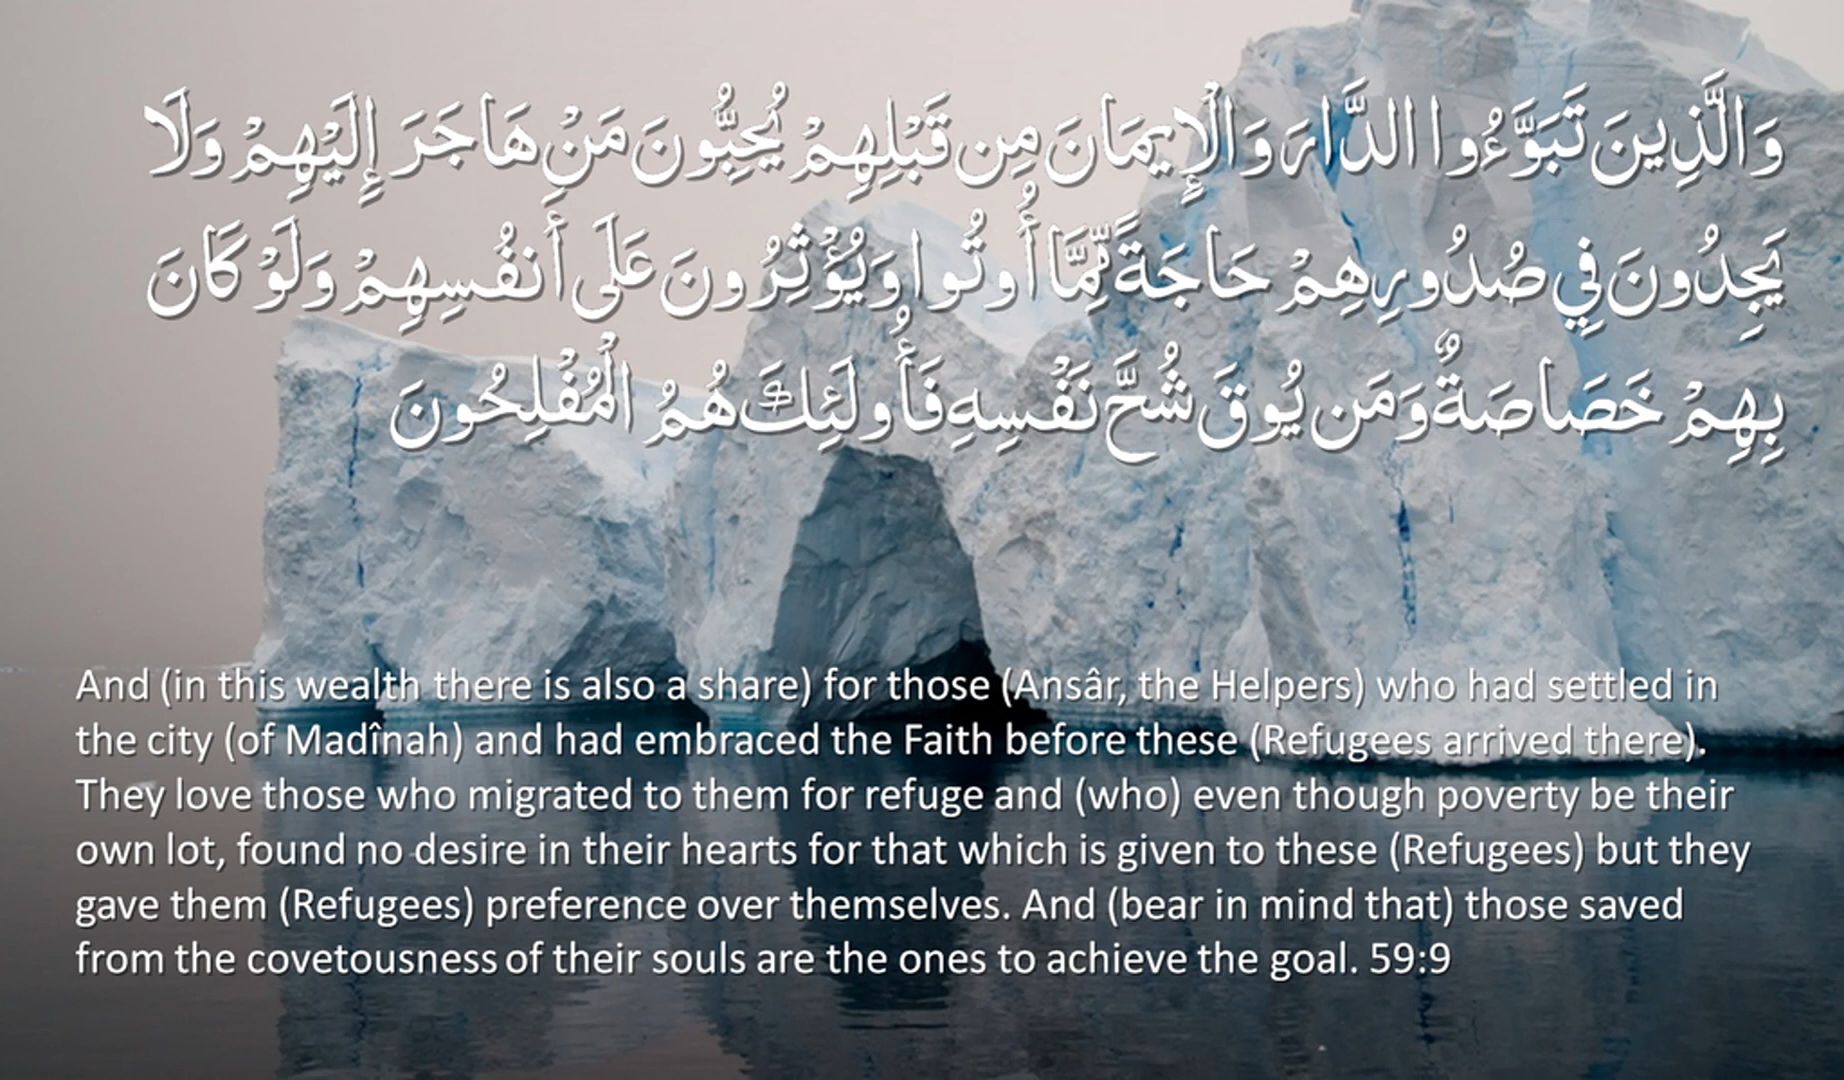 وَالَّذِينَ تَبَوَّءُوا الدَّارَ وَالْإِيمَانَ مِن قَبْلِهِمْ يُحِبُّونَ مَنْ هَاجَرَ إِلَيْهِمْ وَلَا
يَجِدُونَ فِي صُدُورِهِمْ حَاجَةً مِّمَّا أُوتُوا وَيُؤْثِرُونَ عَلَى أَنفُسِهِمْ وَلَوْ كَانَ
بِهِمْ خَصَاصَةٌ وَمَن يُوقَ شُحَّ نَفْسِهِ فَأُولَئِكَ هُمُ الْمُفْلِحُونَ
And (in this wealth there is also a share) for those (Ansâr, the Helpers) who had settled in
the city (of Madînah) and had embraced the Faith before these (Refugees arrived there).
They love those who migrated to them for refuge and (who) even though poverty be their
own lot, found no desire in their hearts for that which is given to these (Refugees) but they
gave them (Refugees) preference over themselves. And (bear in mind that) those saved
from the covetousness of their souls are the ones to achieve the goal. 59:9